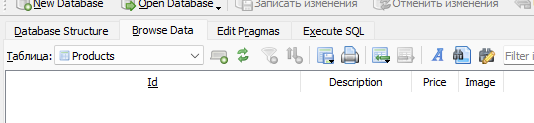 New Database Open Database Записать изменения Отменить изменения
Database Structure Browse Data Edit Pragmas Execute SQL
Таблица: Products Filter i
Id Description Price Image